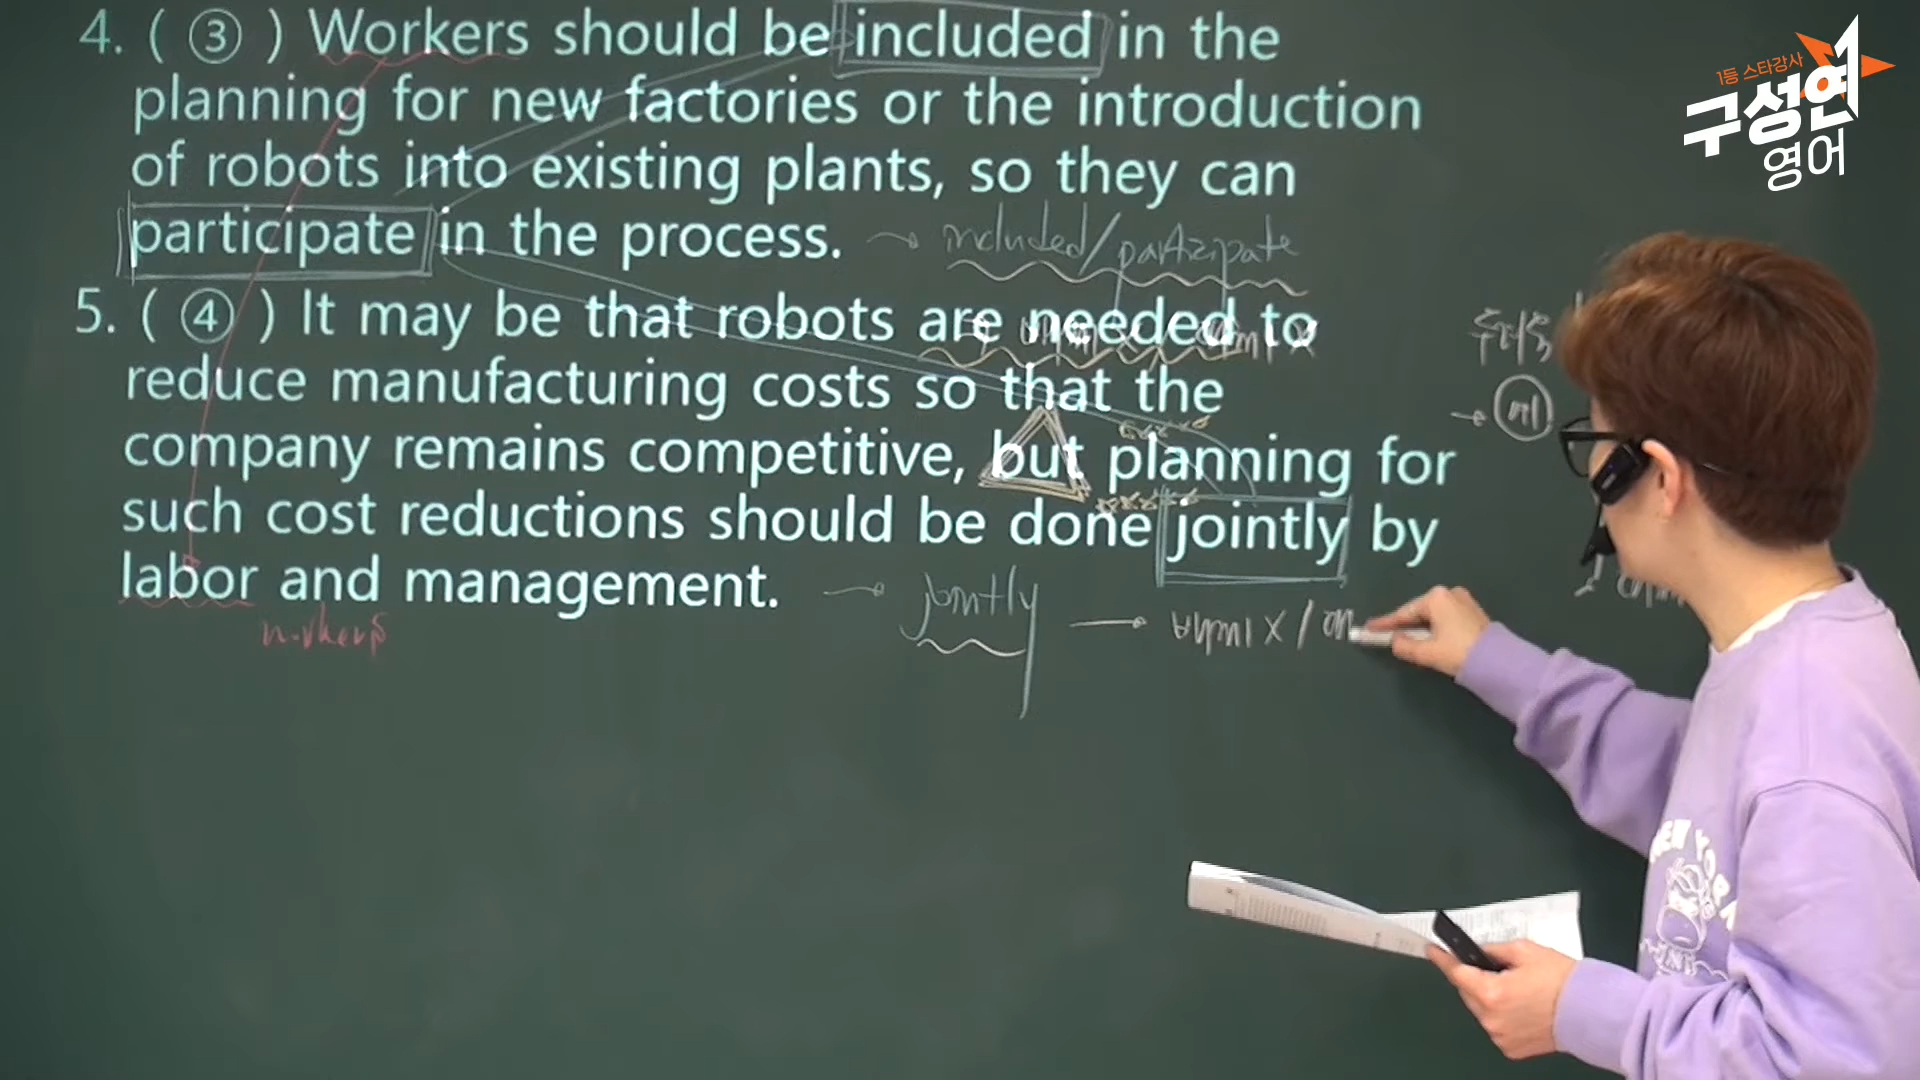 4. ( ③ ) Workers should be included in the
planning for new factories or the introduction
of robots into existing plants, so they can
participate in the process. → included/participate
5. ( ④ ) It may be that robots are needed to
reduce manufacturing costs so that the
company remains competitive, but planning for
such cost reductions should be done jointly by
labor and management. → jointly →
workers
1등 스타강사
구성연
영어
NEW YORK